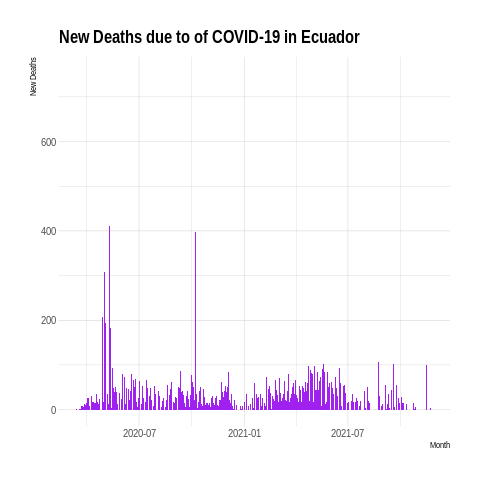 New Deaths due to of COVID-19 in Ecuador
New Deaths
600
400
200
0
2020-07
2021-01
2021-07
Month